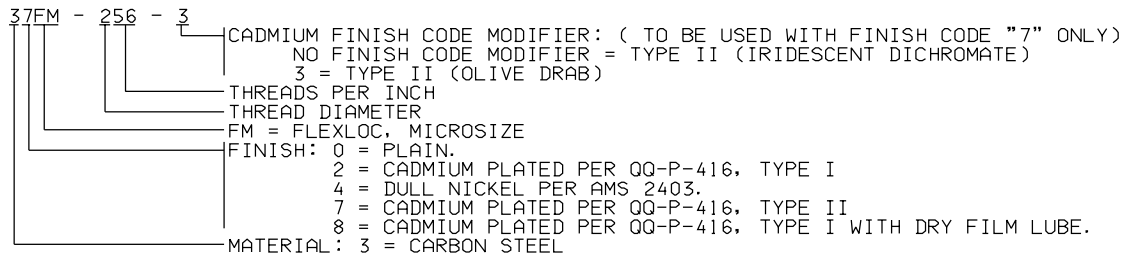 37FM - 256 - 3
CADMIUM FINISH CODE MODIFIER: ( TO BE USED WITH FINISH CODE "7" ONLY)
NO FINISH CODE MODIFIER = TYPE II (IRIDESCENT DICHROMATE)
3 = TYPE II (OLIVE DRAB)
THREADS PER INCH
THREAD DIAMETER
FM = FLEXLOC, MICROSIZE
FINISH: 0 = PLAIN.
2 = CADMIUM PLATED PER QQ-P-416, TYPE I
4 = DULL NICKEL PER AMS 2403.
7 = CADMIUM PLATED PER QQ-P-416, TYPE II
8 = CADMIUM PLATED PER QQ-P-416, TYPE I WITH DRY FILM LUBE.
MATERIAL: 3 = CARBON STEEL